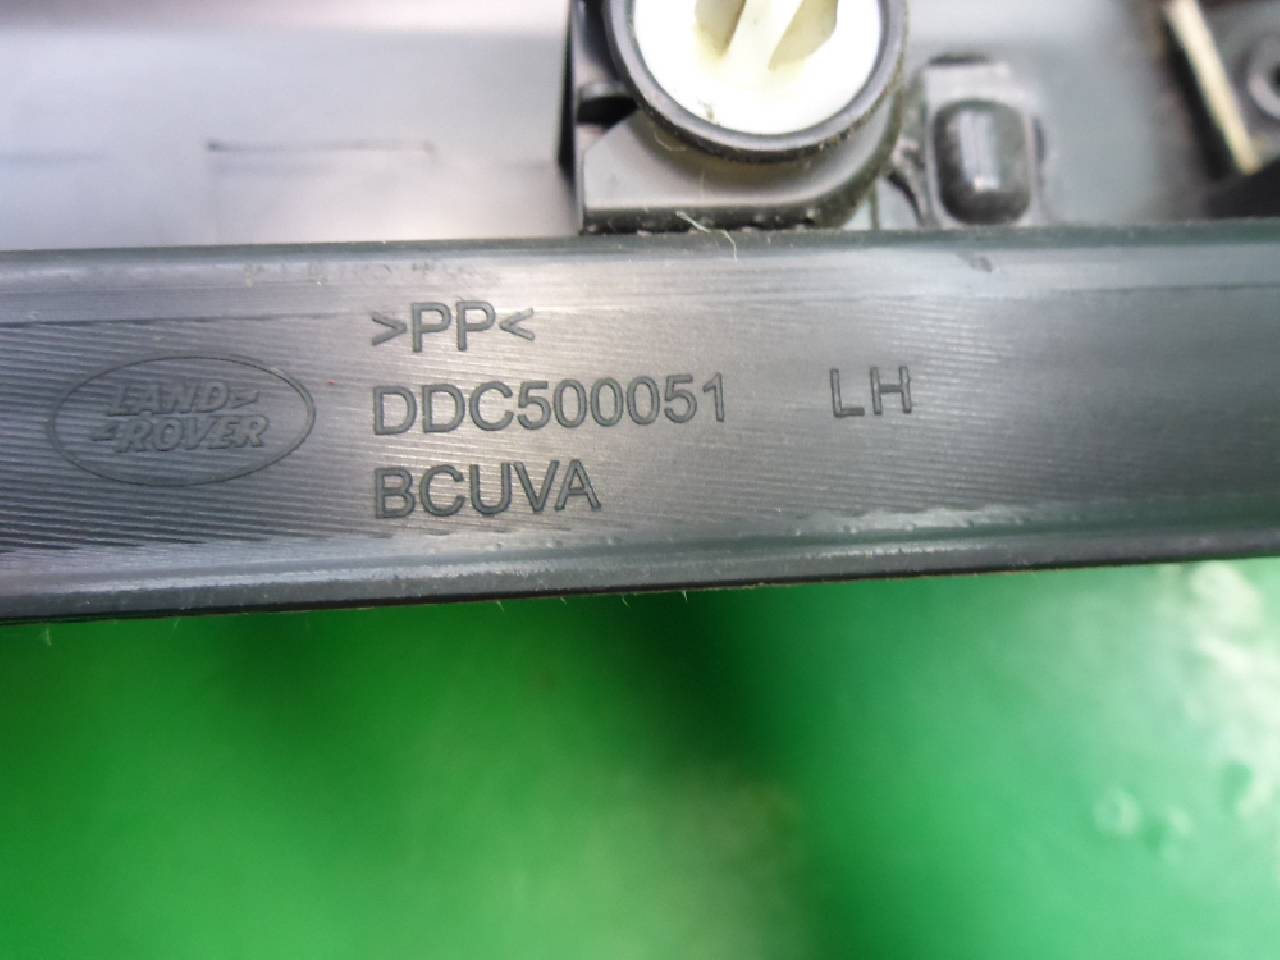 >PP<
LAND-
-ROVER
DDC500051 LH
BCUVA